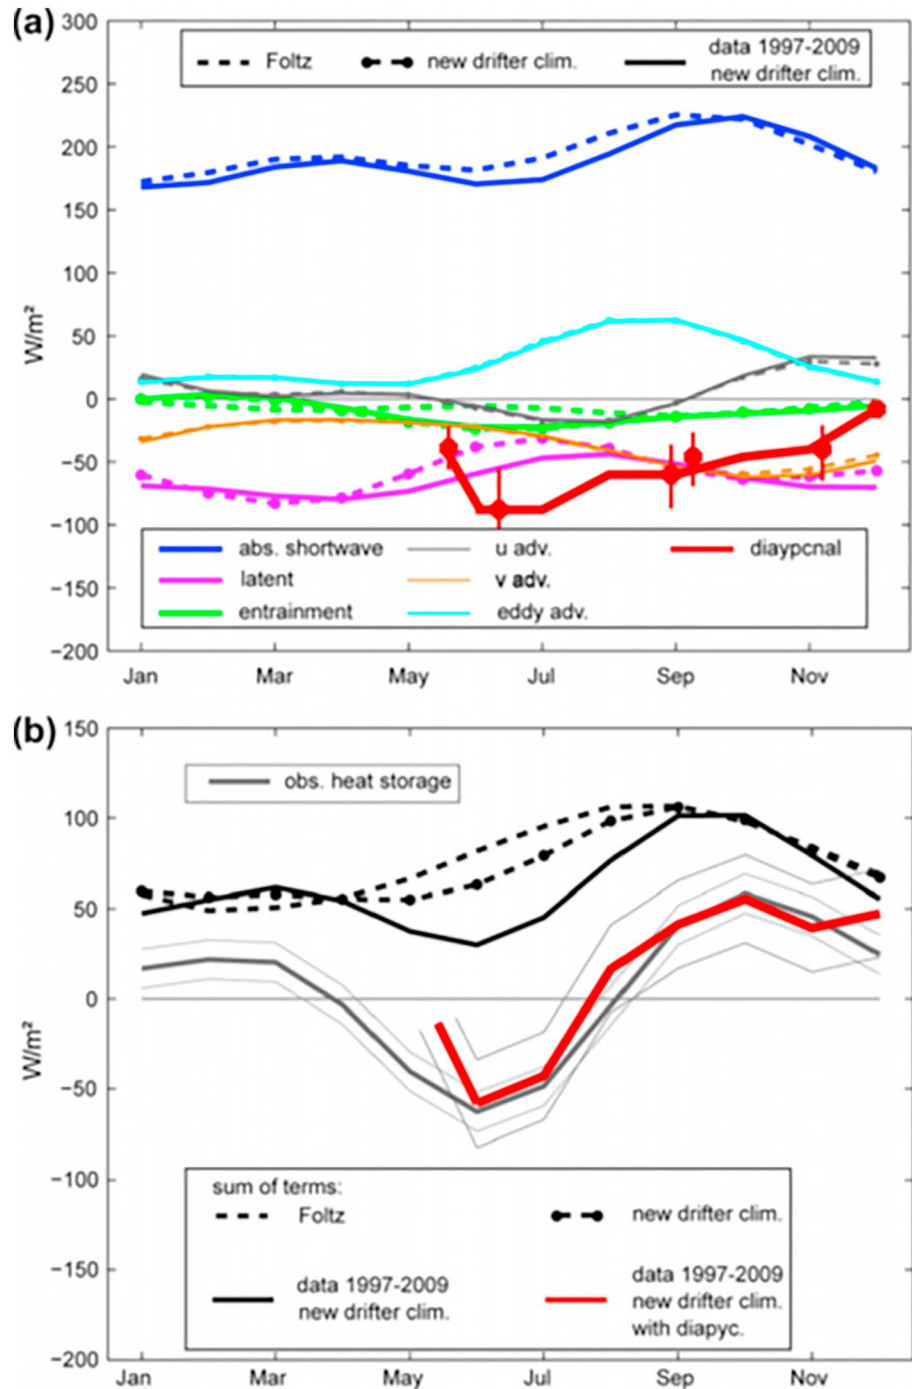 (a)
300
250
200
150
100
50
0
−50
−100
−150
−200
W/m²
Foltz
new drifter clim.
data 1997-2009
new drifter clim.
abs. shortwave
u adv.
diaypcnal
latent
v adv.
entrainment
eddy adv.
Jan
Mar
May
Jul
Sep
Nov
(b)
150
100
50
0
−50
−100
−150
−200
W/m²
obs. heat storage
sum of terms:
Foltz
new drifter clim.
data 1997-2009
new drifter clim.
data 1997-2009
new drifter clim.
with diapyc.
Jan
Mar
May
Jul
Sep
Nov